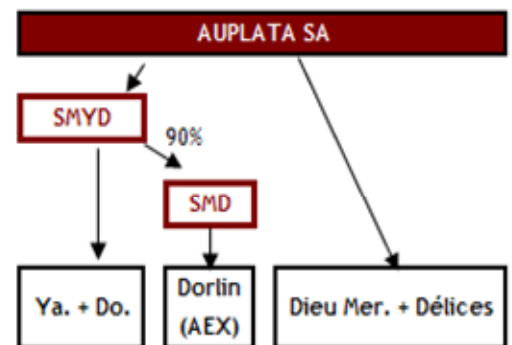 AUPLATA SA
SMYD
90%
SMD
Ya. + Do.
Dorlin
(AEX)
Dieu Mer. + Délices